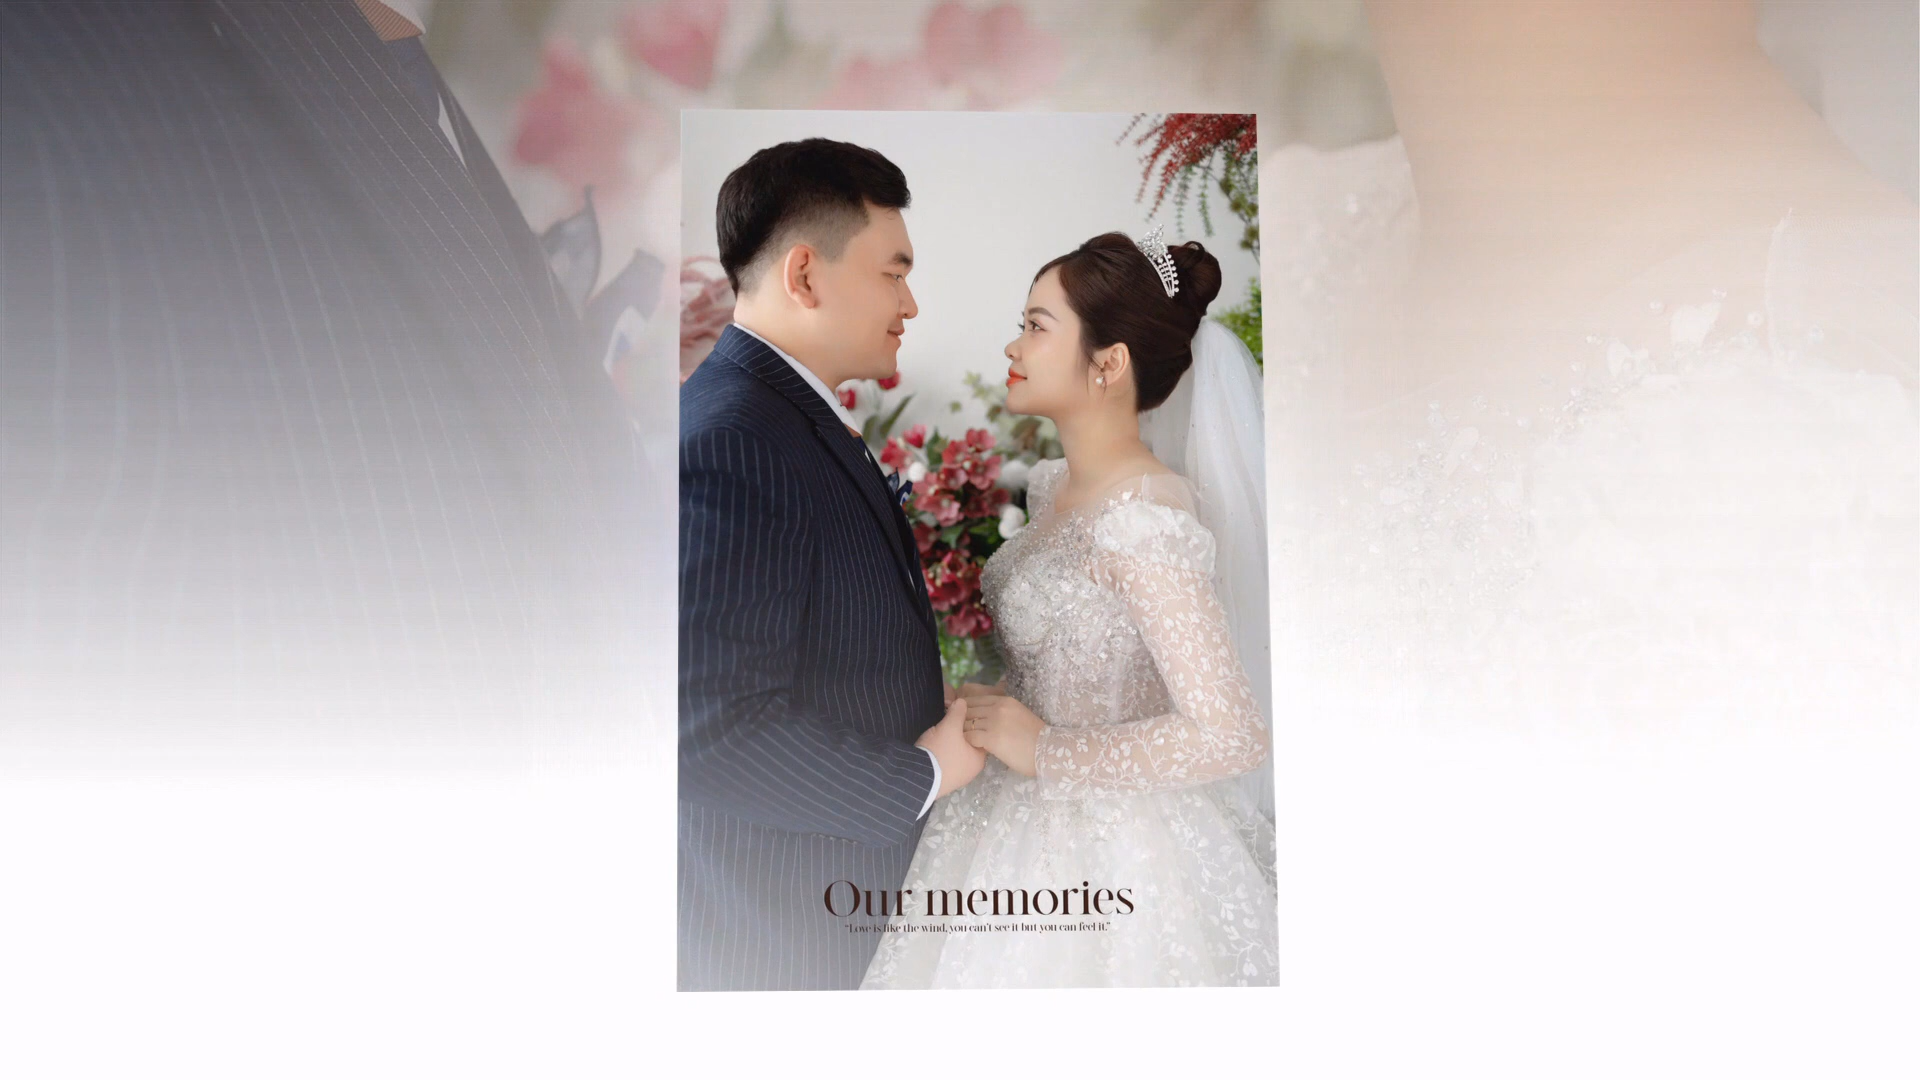 Our memories
“Love is like the wind, you can't see it but you can feel it.”